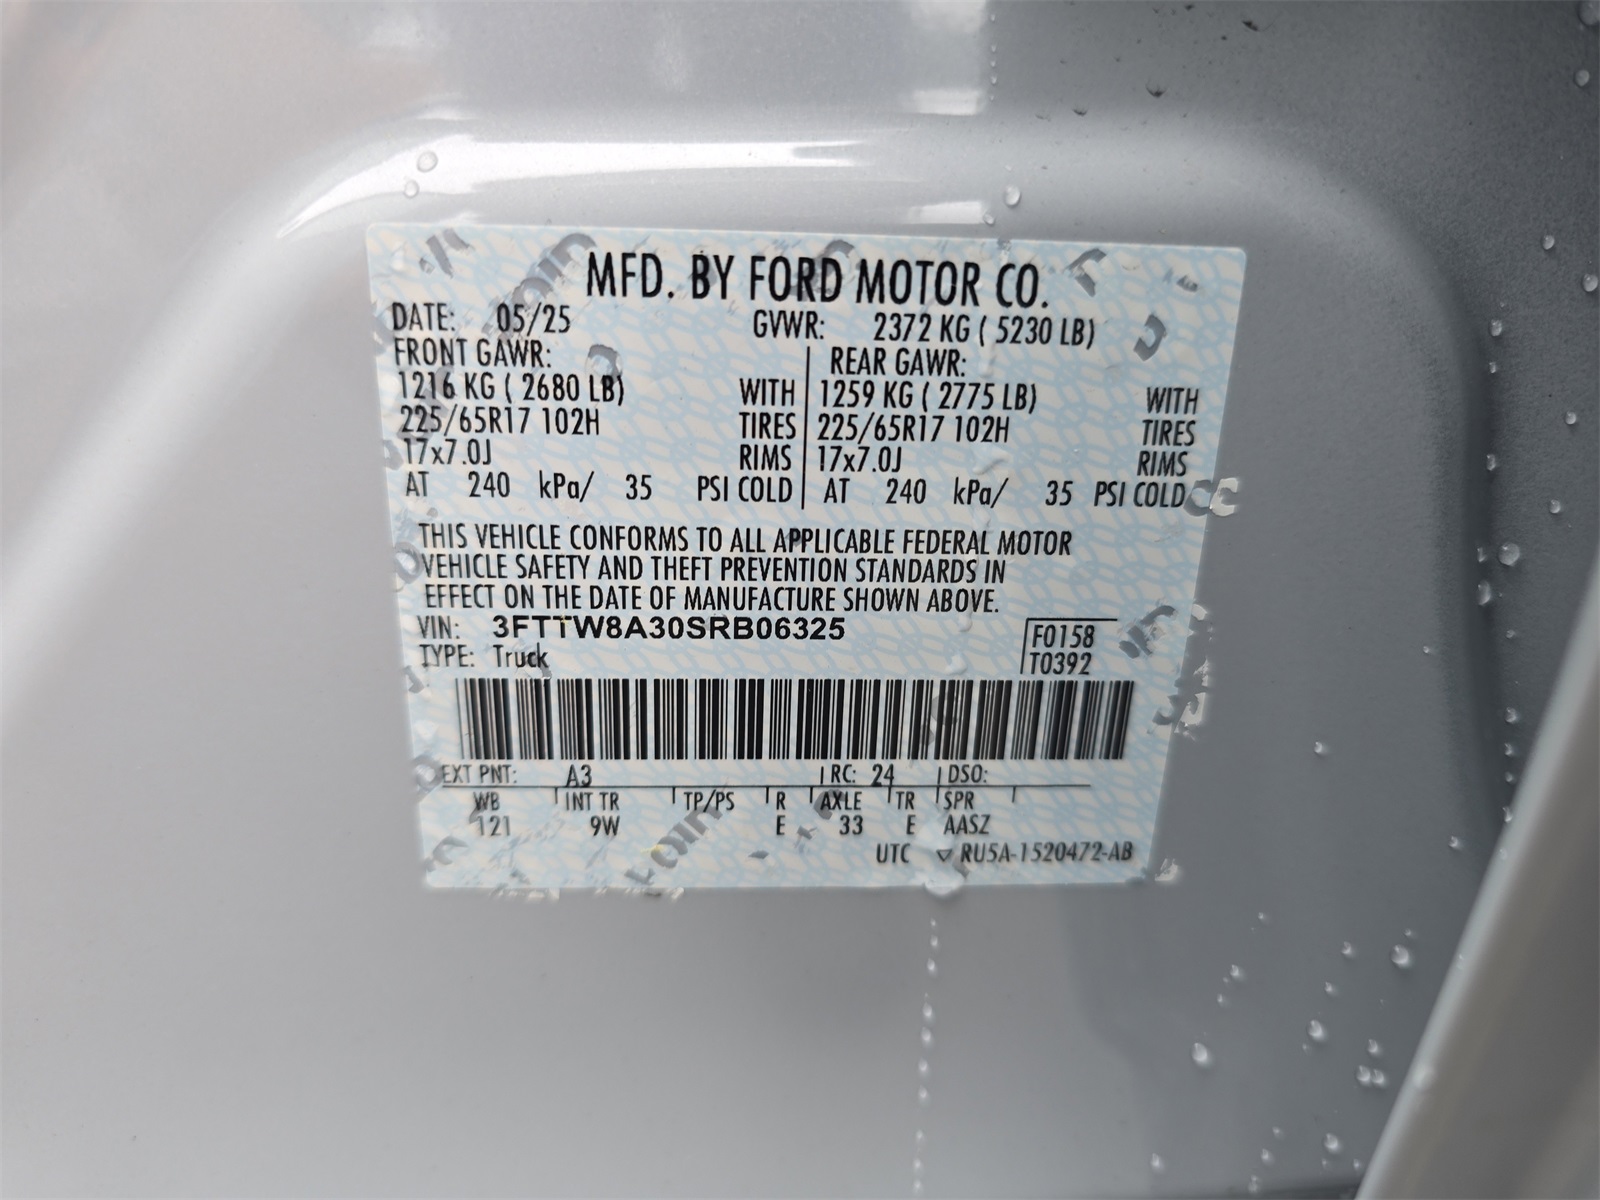 MFD. BY FORD MOTOR CO.
DATE: 05/25 GVWR: 2372 KG ( 5230 LB)
FRONT GAWR: REAR GAWR:
1216 KG ( 2680 LB) WITH 1259 KG ( 2775 LB) WITH
225/65R17 102H TIRES 225/65R17 102H TIRES
17x7.0J RIMS 17x7.0J RIMS
AT 240 kPa/ 35 PSI COLD AT 240 kPa/ 35 PSI COLD
THIS VEHICLE CONFORMS TO ALL APPLICABLE FEDERAL MOTOR
VEHICLE SAFETY AND THEFT PREVENTION STANDARDS IN
EFFECT ON THE DATE OF MANUFACTURE SHOWN ABOVE.
VIN: 3FTTW8A30SRB06325 F0158
TYPE: Truck T0392
EXT PNT: A3 RC: 24 DSO:
WB INT TR TP/PS R AXLE TR SPR
121 9W E 33 E AASZ
UTC ▽ RU5A-1520472-AB